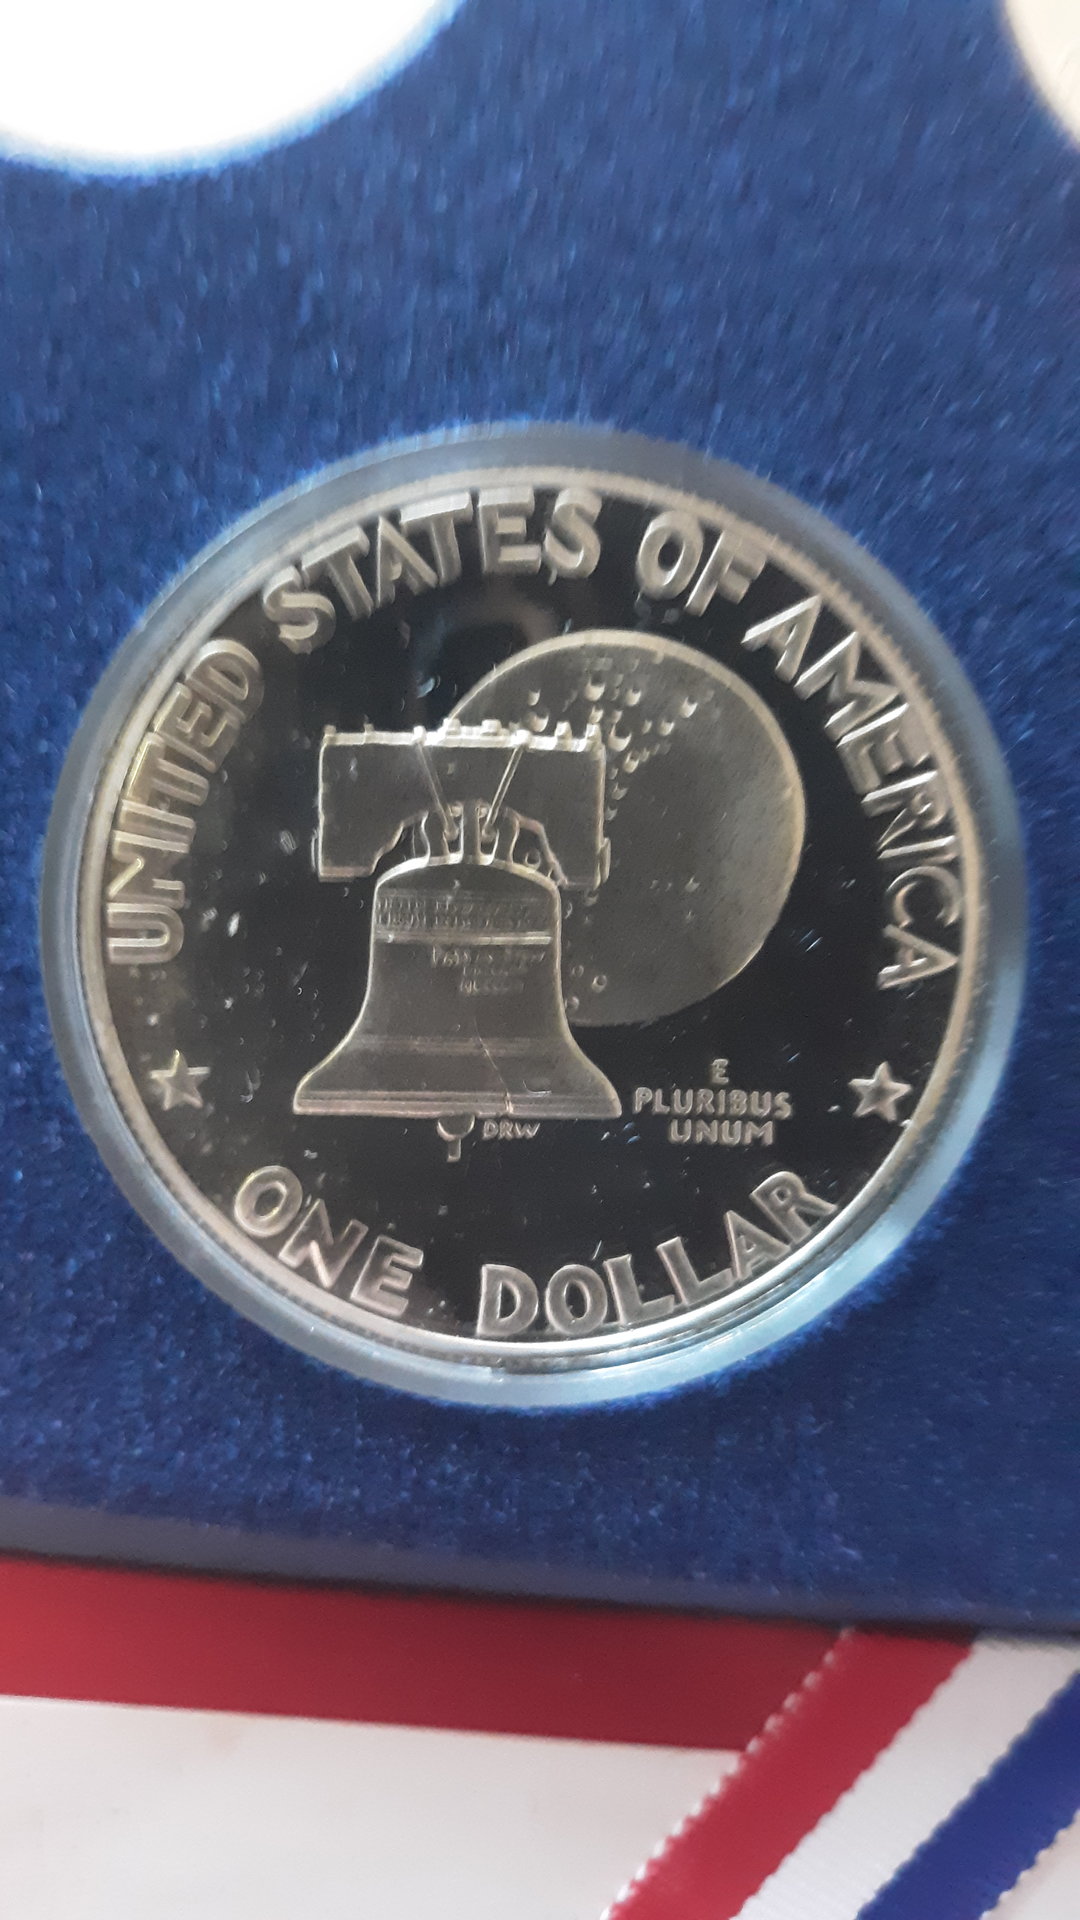 UNITED STATES OF AMERICA
E
PLURIBUS
UNUM
DRW
ONE DOLLAR